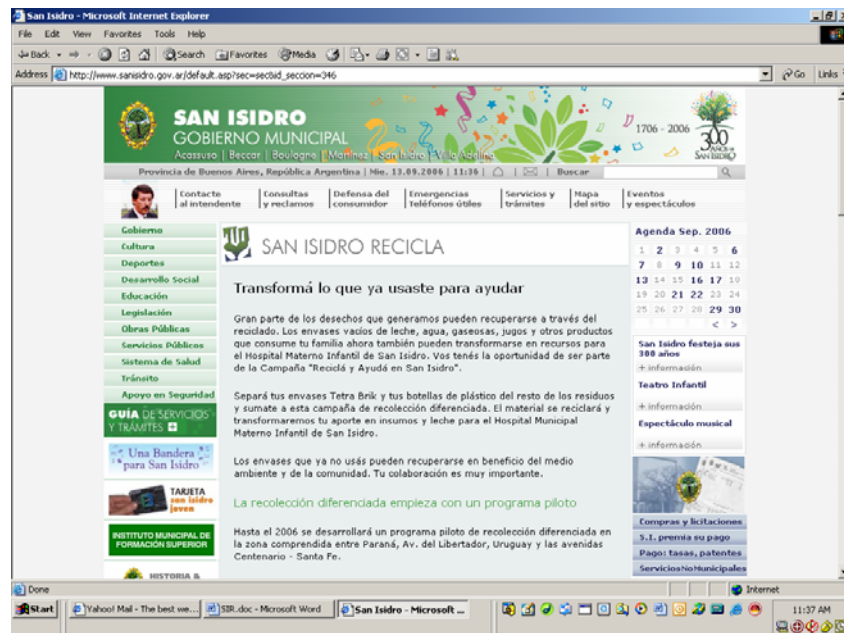 San Isidro - Microsoft Internet Explorer
File Edit View Favorites Tools Help
Back Search Favorites Media
Address http://www.sanisidro.gov.ar/default.asp?sec=sec&id_seccion=346 Go Links
SAN ISIDRO
GOBIERNO MUNICIPAL
Acassuso | Beccar | Boulogne | Martínez | San Isidro | Villa Adelina
1706 - 2006
300
AÑOS
SAN ISIDRO
Provincia de Buenos Aires, República Argentina | Mie. 13.09.2006 | 11:36 | Buscar
Contacte al intendente
Consultas y reclamos
Defensa del consumidor
Emergencias Teléfonos útiles
Servicios y trámites
Mapa del sitio
Eventos y espectáculos
Gobierno
Cultura
Deportes
Desarrollo Social
Educación
Legislación
Obras Públicas
Servicios Públicos
Sistema de Salud
Tránsito
Apoyo en Seguridad
GUÍA DE SERVICIOS
Y TRÁMITES
Una Bandera
para San Isidro
TARJETA
san isidro
joven
INSTITUTO MUNICIPAL DE
FORMACIÓN SUPERIOR
HISTORIA &
SAN ISIDRO RECICLA
Transformá lo que ya usaste para ayudar
Gran parte de los desechos que generamos pueden recuperarse a través del
reciclado. Los envases vacíos de leche, agua, gaseosas, jugos y otros productos
que consume tu familia ahora también pueden transformarse en recursos para
el Hospital Materno Infantil de San Isidro. Vos tenés la oportunidad de ser parte
de la Campaña "Reciclá y Ayudá en San Isidro".
Separá tus envases Tetra Brik y tus botellas de plástico del resto de los residuos
y sumate a esta campaña de recolección diferenciada. El material se reciclará y
transformaremos tu aporte en insumos y leche para el Hospital Municipal
Materno Infantil de San Isidro.
Los envases que ya no usás pueden recuperarse en beneficio del medio
ambiente y de la comunidad. Tu colaboración es muy importante.
La recolección diferenciada empieza con un programa piloto
Hasta el 2006 se desarrollará un programa piloto de recolección diferenciada en
la zona comprendida entre Paraná, Av. del Libertador, Uruguay y las avenidas
Centenario - Santa Fe.
Agenda Sep. 2006
1 2 3 4 5 6
7 8 9 10 11 12
13 14 15 16 17 18
19 20 21 22 23 24
25 26 27 28 29 30
< >
San Isidro festeja sus
300 años
+ información
Teatro Infantil
+ información
Espectáculo musical
+ información
Compras y licitaciones
S.I. premia su pago
Pago: tasas, patentes
ServiciosNoMunicipales
Done Internet
Start Yahoo! Mail - The best we... SIR.doc - Microsoft Word San Isidro - Microsoft ... 11:37 AM